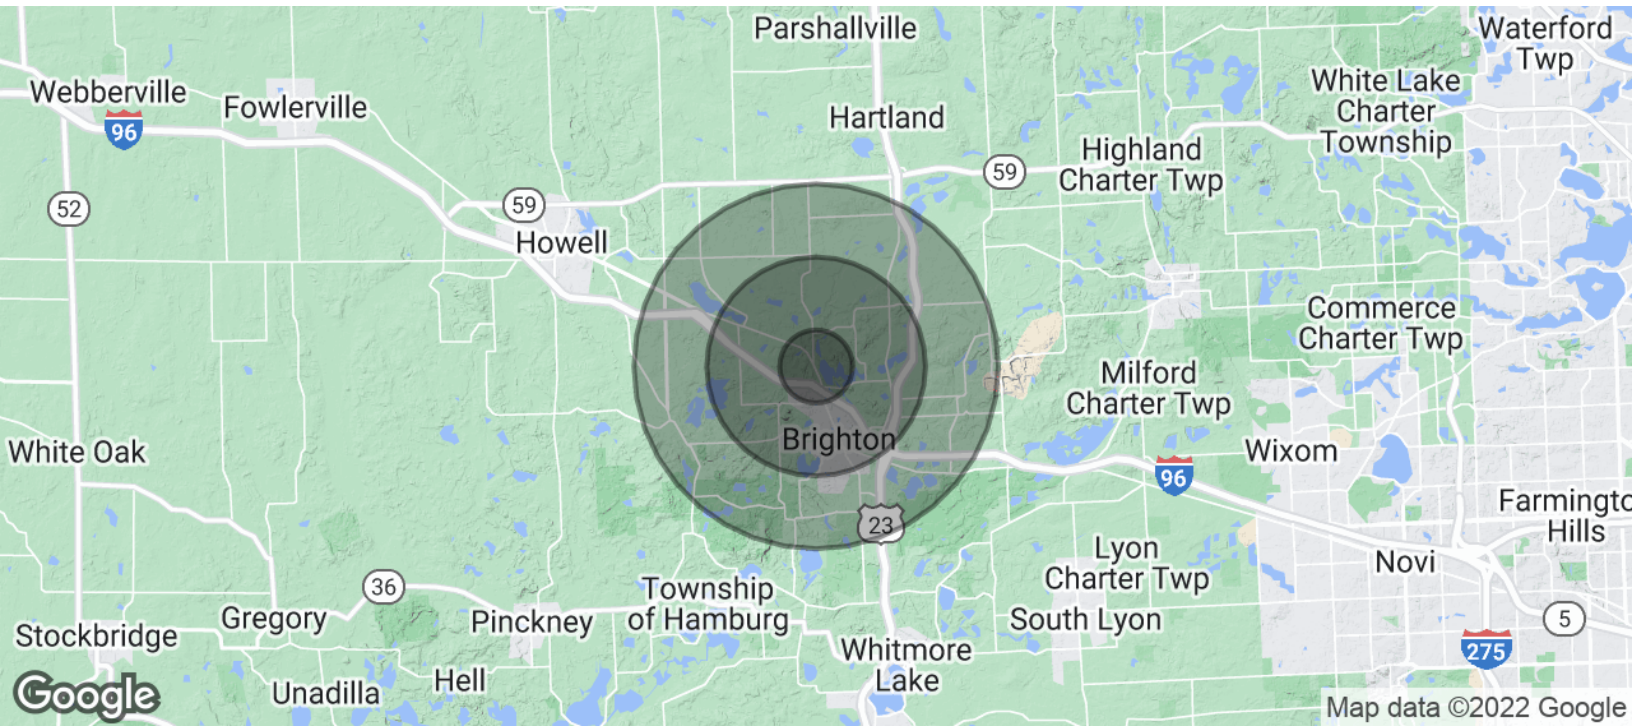 Parshallville
Waterford
Twp
Webberville
Fowlerville
White Lake
Charter
Township
Hartland
96
Highland
Charter Twp
59
52
59
Howell
Commerce
Charter Twp
Milford
Charter Twp
White Oak
Brighton
Wixom
96
Farmingto
Hills
23
Lyon
Charter Twp
Novi
36
Township
of Hamburg
Gregory
Pinckney
South Lyon
5
Stockbridge
Whitmore
Lake
275
Hell
Unadilla
Google
Map data ©2022 Google